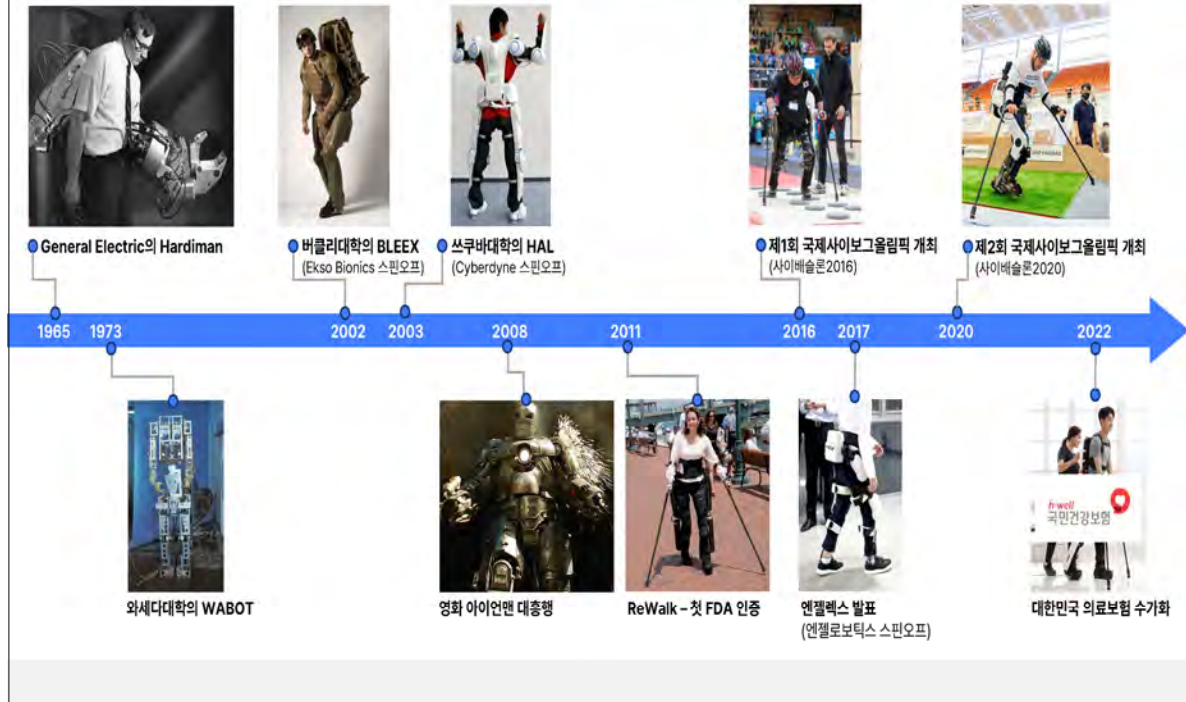 General Electric의 Hardiman
버클리대학의 BLEEX
(Ekso Bionics 스핀오프)
쓰쿠바대학의 HAL
(Cyberdyne 스핀오프)
제1회 국제사이보그올림픽 개최
(사이배슬론2016)
제2회 국제사이보그올림픽 개최
(사이배슬론2020)
1965 1973 2002 2003 2008 2011 2016 2017 2020 2022
h·well
국민건강보험
와세다대학의 WABOT
영화 아이언맨 대흥행
ReWalk – 첫 FDA 인증
엔젤렉스 발표
(엔젤로보틱스 스핀오프)
대한민국 의료보험 수가화